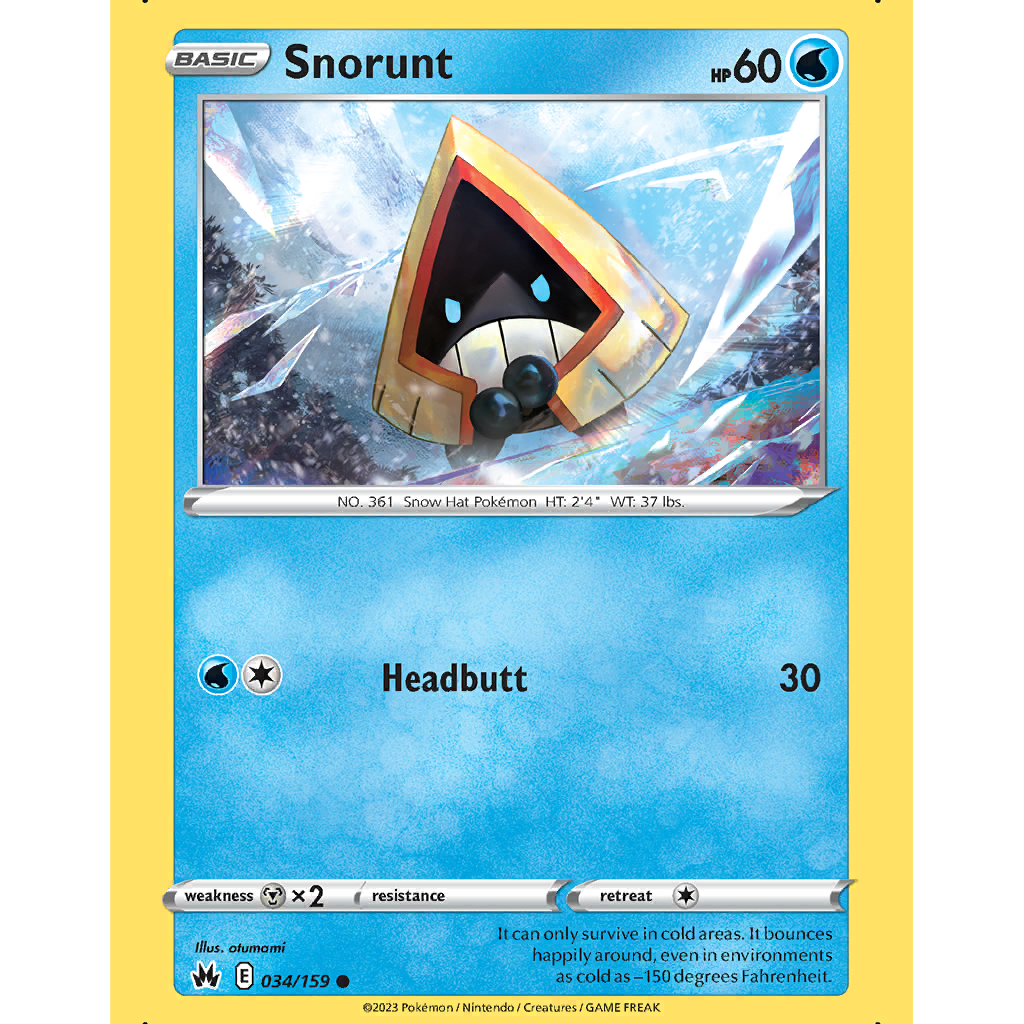 BASIC Snorunt HP 60
NO. 361 Snow Hat Pokémon HT: 2'4" WT: 37 lbs.
Headbutt 30
weakness ×2 resistance retreat
It can only survive in cold areas. It bounces
happily around, even in environments
as cold as –150 degrees Fahrenheit.
Illus. otumami
E 034/159
©2023 Pokémon / Nintendo / Creatures / GAME FREAK